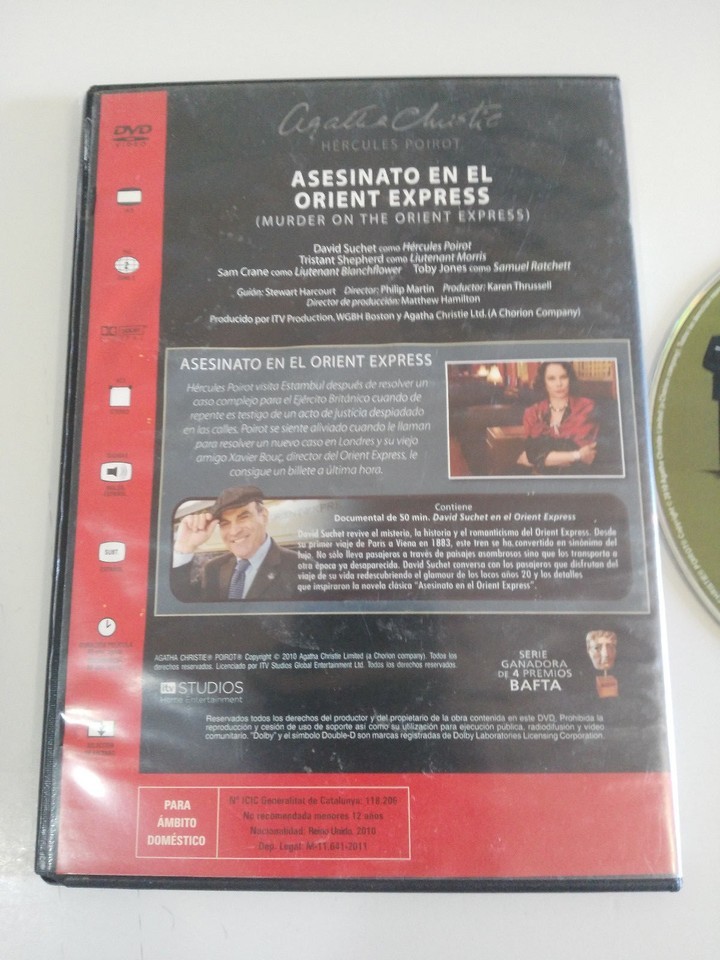 DVD
VIDEO
Agatha Christie
HÉRCULES POIROT
ASESINATO EN EL
ORIENT EXPRESS
(MURDER ON THE ORIENT EXPRESS)
David Suchet como Hércules Poirot
Tristant Shepherd como Liutenant Morris
Sam Crane como Liutenant Blanchflower Toby Jones como Samuel Ratchett
Guión: Stewart Harcourt Director: Philip Martin Productor: Karen Thrussell
Director de producción: Matthew Hamilton
Producido por ITV Production, WGBH Boston y Agatha Christie Ltd. (A Chorion Company)
ASESINATO EN EL ORIENT EXPRESS
Hércules Poirot visita Estambul después de resolver un
caso complejo para el Ejército Británico cuando de
repente es testigo de un acto de justicia despiadado
en las calles. Poirot se siente aliviado cuando le llaman
para resolver un nuevo caso en Londres y su viejo
amigo Xavier Bouç, director del Orient Express, le
consigue un billete a última hora.
Contiene
Documental de 50 min. David Suchet en el Orient Express
David Suchet revive el misterio, la historia y el romanticismo del Orient Express. Desde
su primer viaje de París a Viena en 1883, este tren se ha convertido en sinónimo del
lujo. No sólo lleva pasajeros a través de paisajes asombrosos sino que los transporta a
otra época ya desaparecida. David Suchet conversa con los pasajeros que disfrutan del
viaje de su vida redescubriendo el glamour de los locos años 20 y los detalles
que inspiraron la novela clásica "Asesinato en el Orient Express".
AGATHA CHRISTIE® POIROT® Copyright © 2010 Agatha Christie Limited (a Chorion company). Todos los
derechos reservados. Licenciado por ITV Studios Global Entertainment Ltd. Todos los derechos reservados.
SERIE
GANADORA
DE 4 PREMIOS
BAFTA
itv STUDIOS
Home Entertainment
Reservados todos los derechos del productor y del propietario de la obra contenida en este DVD. Prohibida la
reproducción y cesión de uso de soporte así como su utilización para ejecución pública, radiodifusión y video
comunitario. "Dolby" y el símbolo Double-D son marcas registradas de Dolby Laboratories Licensing Corporation.
PARA
ÁMBITO
DOMÉSTICO
Nº ICIC Generalitat de Catalunya: 118.206
No recomendada menores 12 años
Nacionalidad: Reino Unido, 2010
Dep. Legal: M-11.641-2011